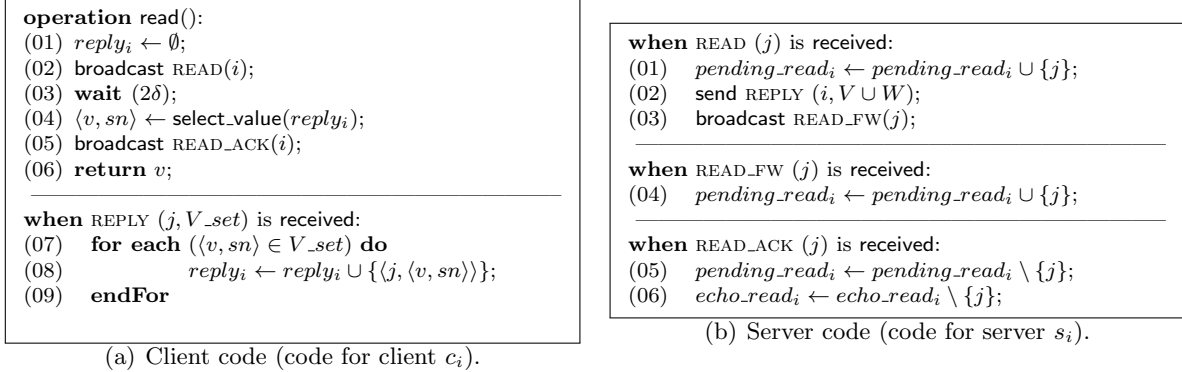 operation read():
(01) reply_i ← ∅;
(02) broadcast READ(i);
(03) wait (2δ);
(04) ⟨v, sn⟩ ← select_value(reply_i);
(05) broadcast READ_ACK(i);
(06) return v;
when REPLY (j, V_set) is received:
(07) for each (⟨v, sn⟩ ∈ V_set) do
(08) reply_i ← reply_i ∪ {⟨j, ⟨v, sn⟩⟩};
(09) endFor
(a) Client code (code for client c_i).
when READ (j) is received:
(01) pending_read_i ← pending_read_i ∪ {j};
(02) send REPLY (i, V ∪ W);
(03) broadcast READ_FW(j);
when READ_FW (j) is received:
(04) pending_read_i ← pending_read_i ∪ {j};
when READ_ACK (j) is received:
(05) pending_read_i ← pending_read_i \ {j};
(06) echo_read_i ← echo_read_i \ {j};
(b) Server code (code for server s_i).